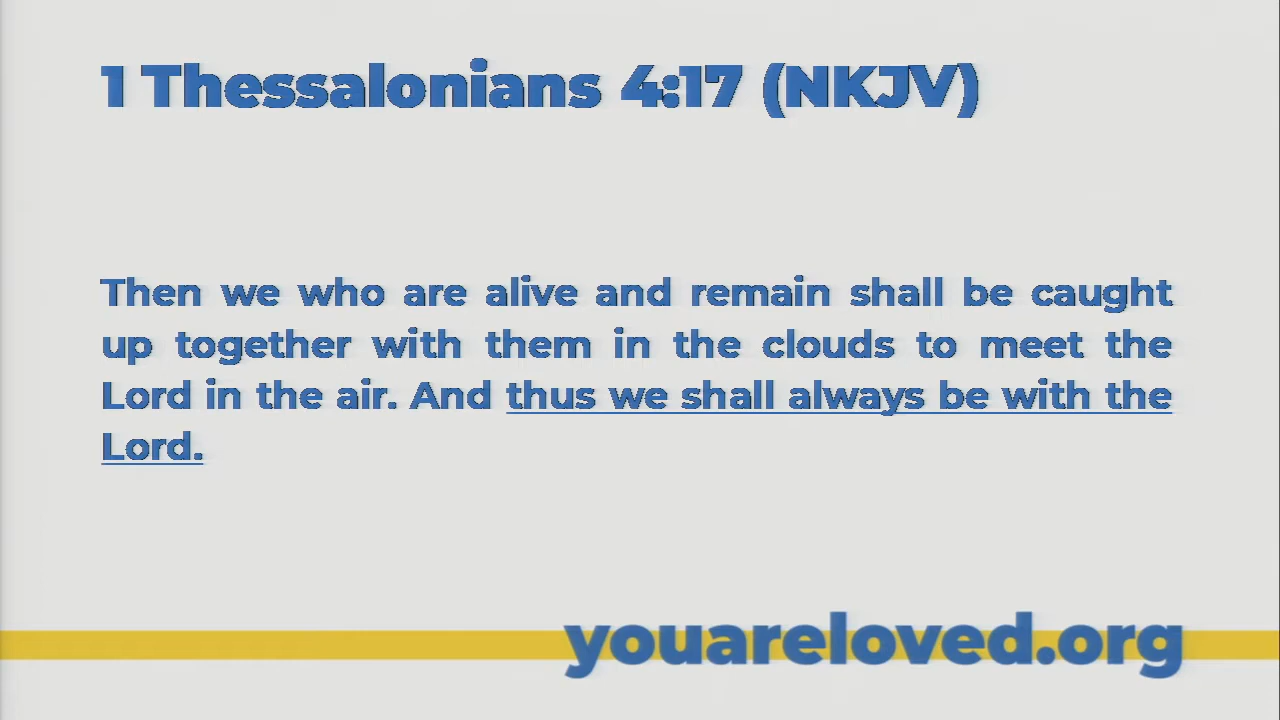 1 Thessalonians 4:17 (NKJV)
Then we who are alive and remain shall be caught
up together with them in the clouds to meet the
Lord in the air. And thus we shall always be with the
Lord.
youareloved.org